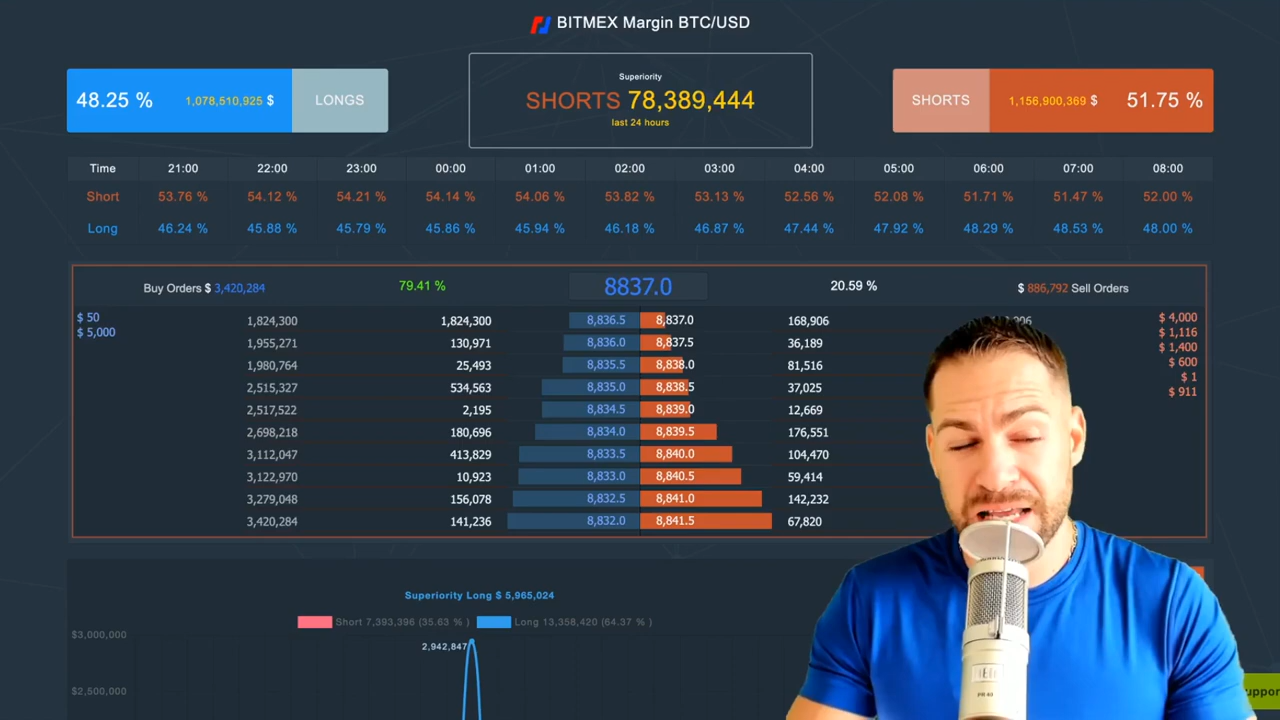 BITMEX Margin BTC/USD
48.25 % 1,078,510,925 $ LONGS
Superiority
SHORTS 78,389,444
last 24 hours
SHORTS 1,156,900,369 $ 51.75 %
Time 21:00 22:00 23:00 00:00 01:00 02:00 03:00 04:00 05:00 06:00 07:00 08:00
Short 53.76 % 54.12 % 54.21 % 54.14 % 54.06 % 53.82 % 53.13 % 52.56 % 52.08 % 51.71 % 51.47 % 52.00 %
Long 46.24 % 45.88 % 45.79 % 45.86 % 45.94 % 46.18 % 46.87 % 47.44 % 47.92 % 48.29 % 48.53 % 48.00 %
Buy Orders $ 3,420,284 79.41 % 8837.0 20.59 % $ 886,792 Sell Orders
$ 50
$ 5,000
1,824,300 1,824,300 8,836.5 8,837.0 168,906
1,955,271 130,971 8,836.0 8,837.5 36,189
1,980,764 25,493 8,835.5 8,838.0 81,516
2,515,327 534,563 8,835.0 8,838.5 37,025
2,517,522 2,195 8,834.5 8,839.0 12,669
2,698,218 180,696 8,834.0 8,839.5 176,551
3,112,047 413,829 8,833.5 8,840.0 104,470
3,122,970 10,923 8,833.0 8,840.5 59,414
3,279,048 156,078 8,832.5 8,841.0 142,232
3,420,284 141,236 8,832.0 8,841.5 67,820
$ 4,000
$ 1,116
$ 1,400
$ 600
$ 1
$ 911
Superiority Long $ 5,965,024
Short 7,393,396 (35.63 % ) Long 13,358,420 (64.37 % )
$3,000,000
2,942,847
$2,500,000
PR 40